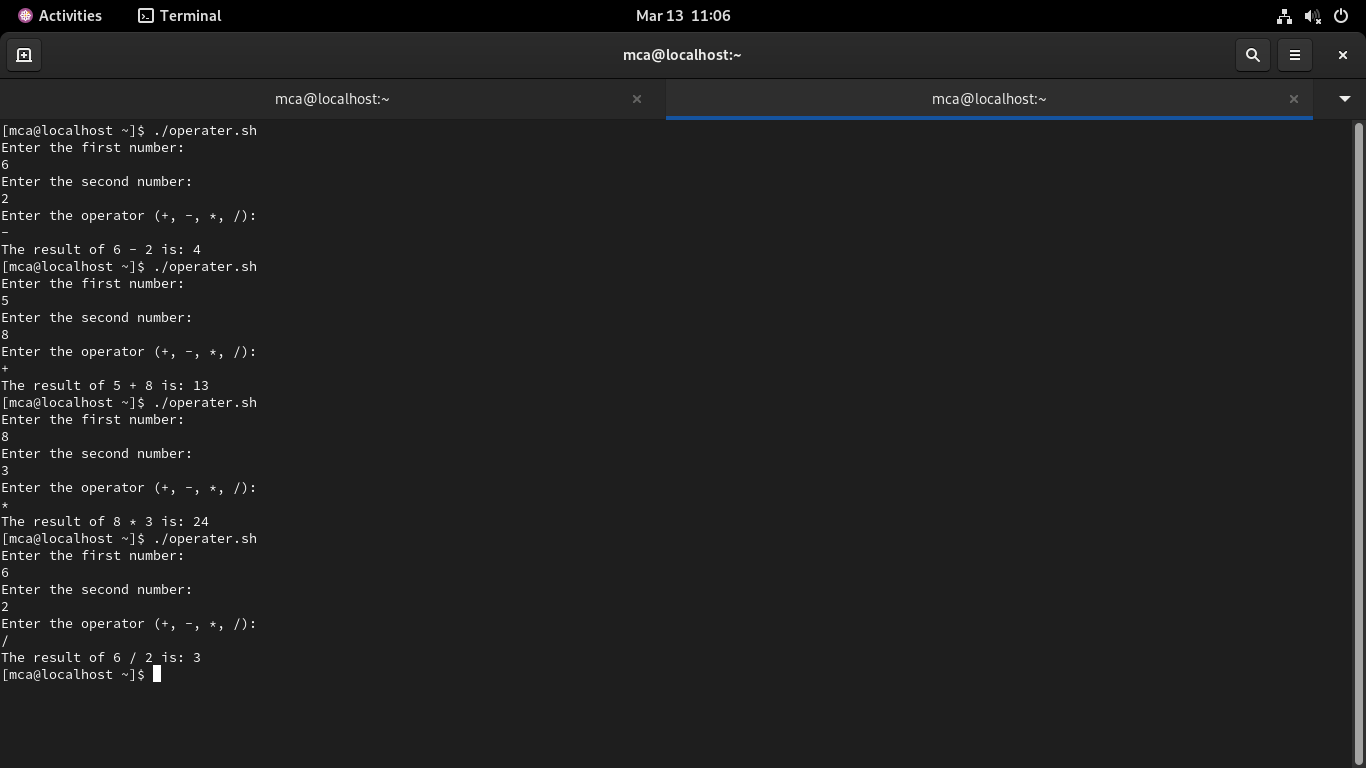 Activities Terminal Mar 13 11:06
mca@localhost:~
mca@localhost:~ mca@localhost:~
[mca@localhost ~]$ ./operater.sh
Enter the first number:
6
Enter the second number:
2
Enter the operator (+, -, *, /):
-
The result of 6 - 2 is: 4
[mca@localhost ~]$ ./operater.sh
Enter the first number:
5
Enter the second number:
8
Enter the operator (+, -, *, /):
+
The result of 5 + 8 is: 13
[mca@localhost ~]$ ./operater.sh
Enter the first number:
8
Enter the second number:
3
Enter the operator (+, -, *, /):
*
The result of 8 * 3 is: 24
[mca@localhost ~]$ ./operater.sh
Enter the first number:
6
Enter the second number:
2
Enter the operator (+, -, *, /):
/
The result of 6 / 2 is: 3
[mca@localhost ~]$